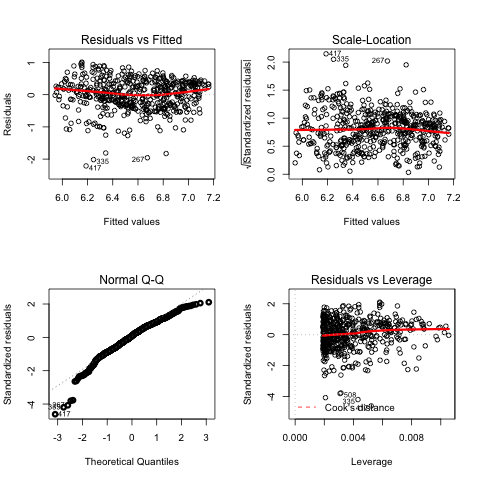 Residuals vs Fitted
Residuals
1
0
-1
-2
417
335
267
6.0 6.2 6.4 6.6 6.8 7.0 7.2
Fitted values
Scale-Location
√|Standardized residuals|
2.0
1.5
1.0
0.5
0.0
417
335
267
6.0 6.2 6.4 6.6 6.8 7.0 7.2
Fitted values
Normal Q-Q
Standardized residuals
2
0
-2
-4
417
-3 -2 -1 0 1 2 3
Theoretical Quantiles
Residuals vs Leverage
Standardized residuals
2
0
-2
-4
508
335
Cook's distance
0.000 0.004 0.008
Leverage